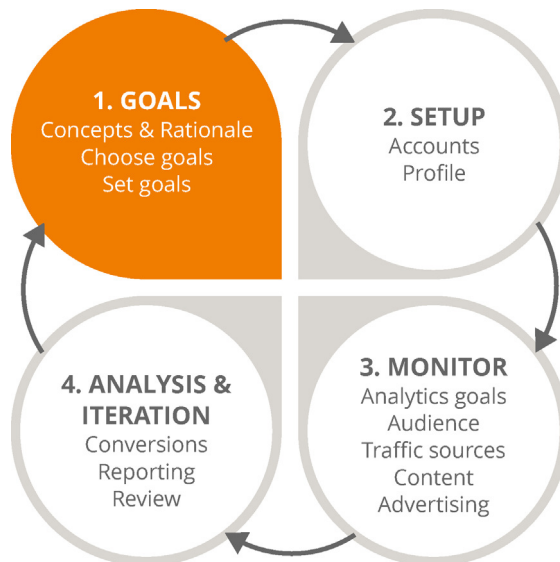 1. GOALS
Concepts & Rationale
Choose goals
Set goals
2. SETUP
Accounts
Profile
3. MONITOR
Analytics goals
Audience
Traffic sources
Content
Advertising
4. ANALYSIS &
ITERATION
Conversions
Reporting
Review